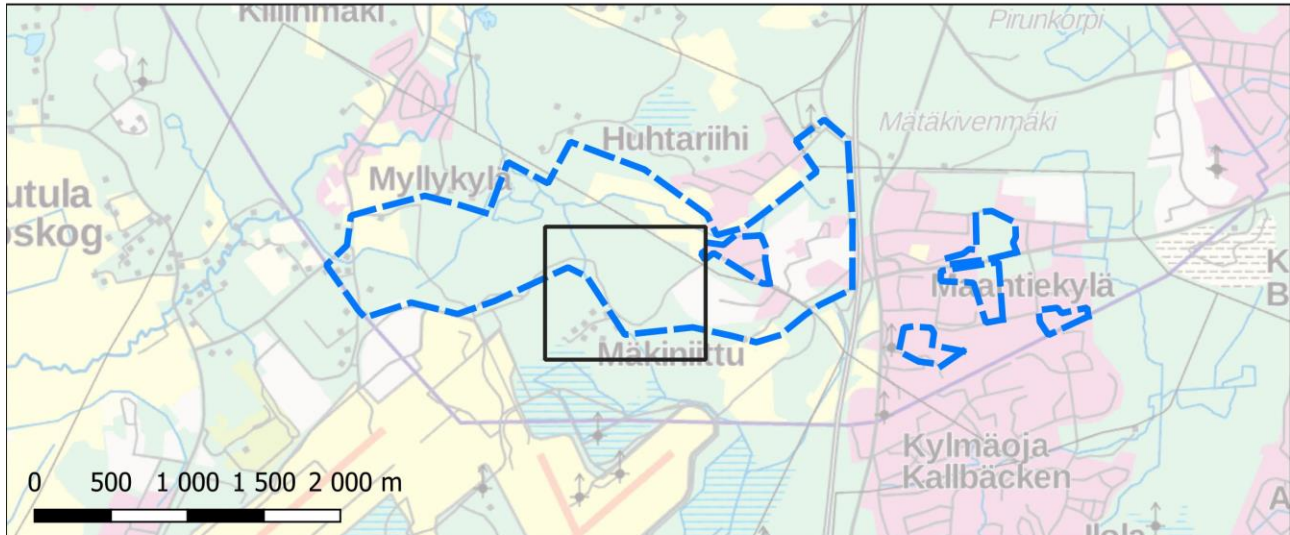 Kiilinmäki
Pirunkorpi
Mätäkivenmäki
Huhtariihi
Myllykylä
utula
oskog
K
B
Maantiekylä
Mäkiniittu
Kylmäoja
Kallbäcken
0 500 1 000 1 500 2 000 m
A
Ilola